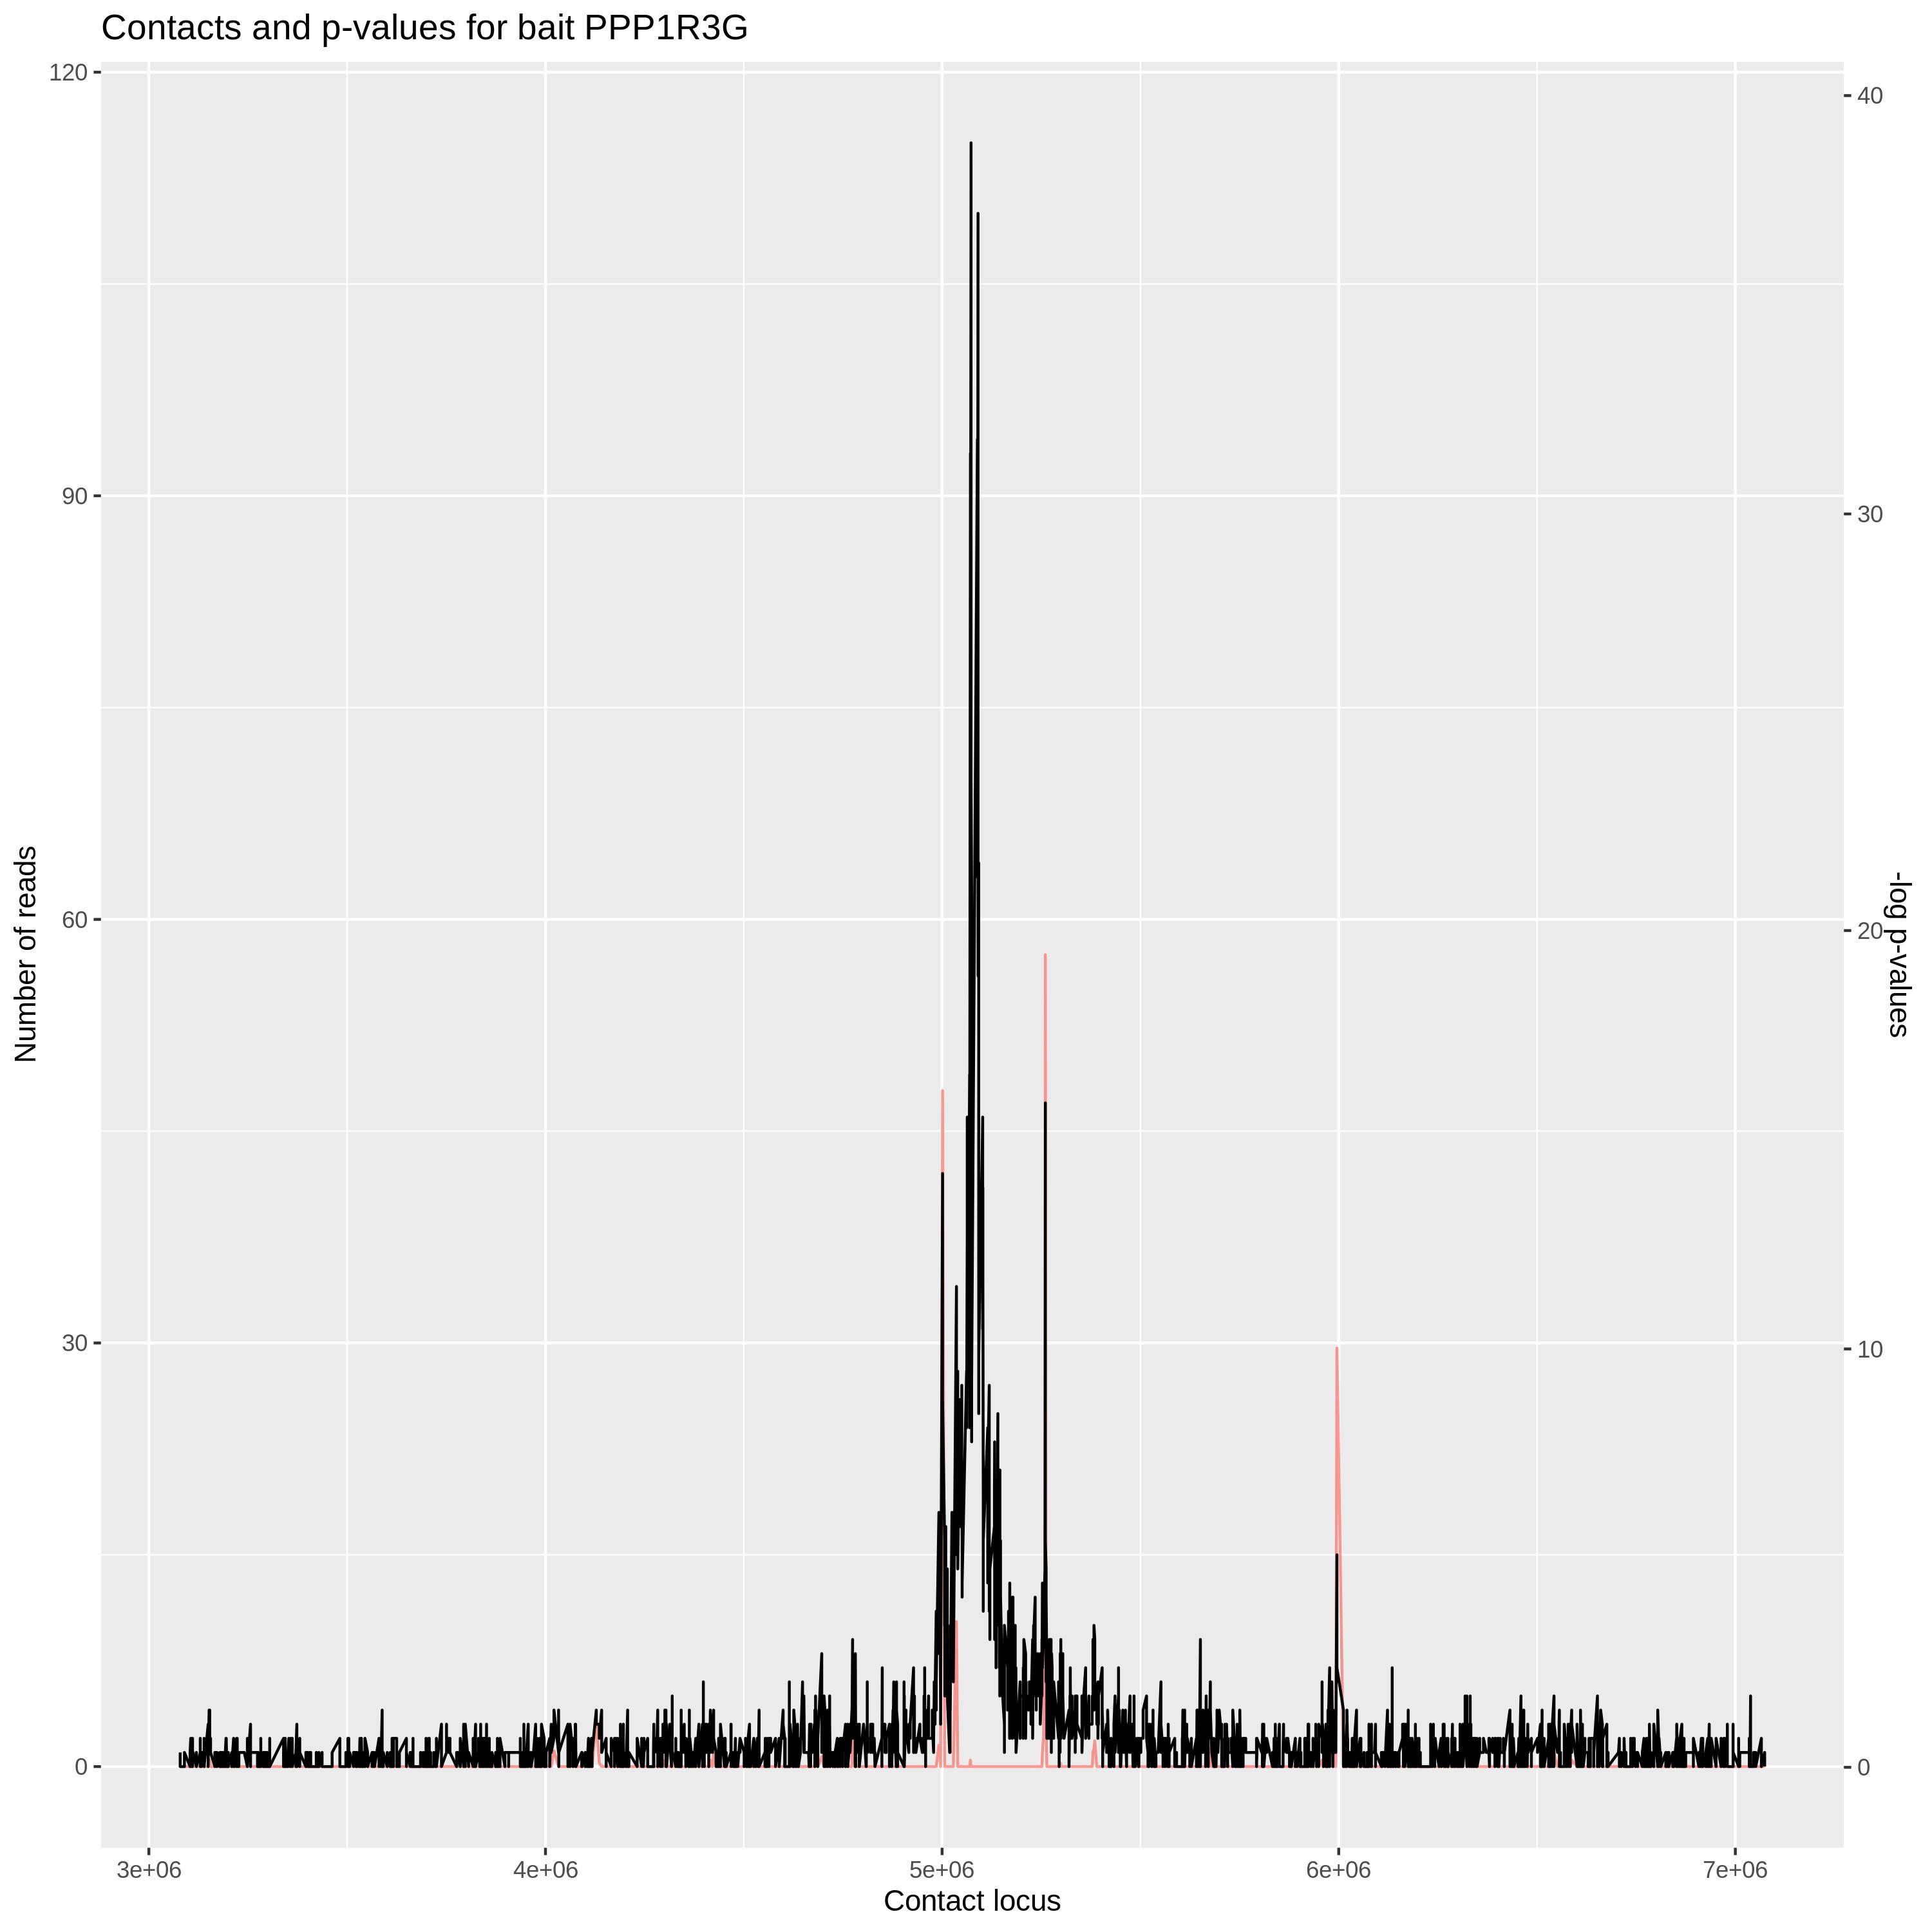 Contacts and p-values for bait PPP1R3G
120
90
60
30
0
Number of reads
40
30
20
10
0
-log p-values
3e+06
4e+06
5e+06
6e+06
7e+06
Contact locus